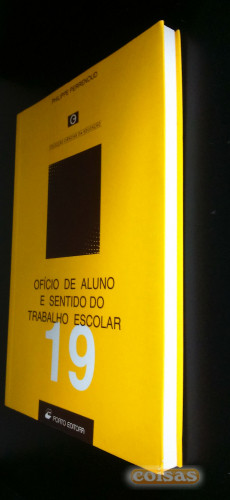 PHILIPPE PERRENOUD
OFÍCIO DE ALUNO
E SENTIDO DO
TRABALHO ESCOLAR
19
PORTO EDITORA
coisas